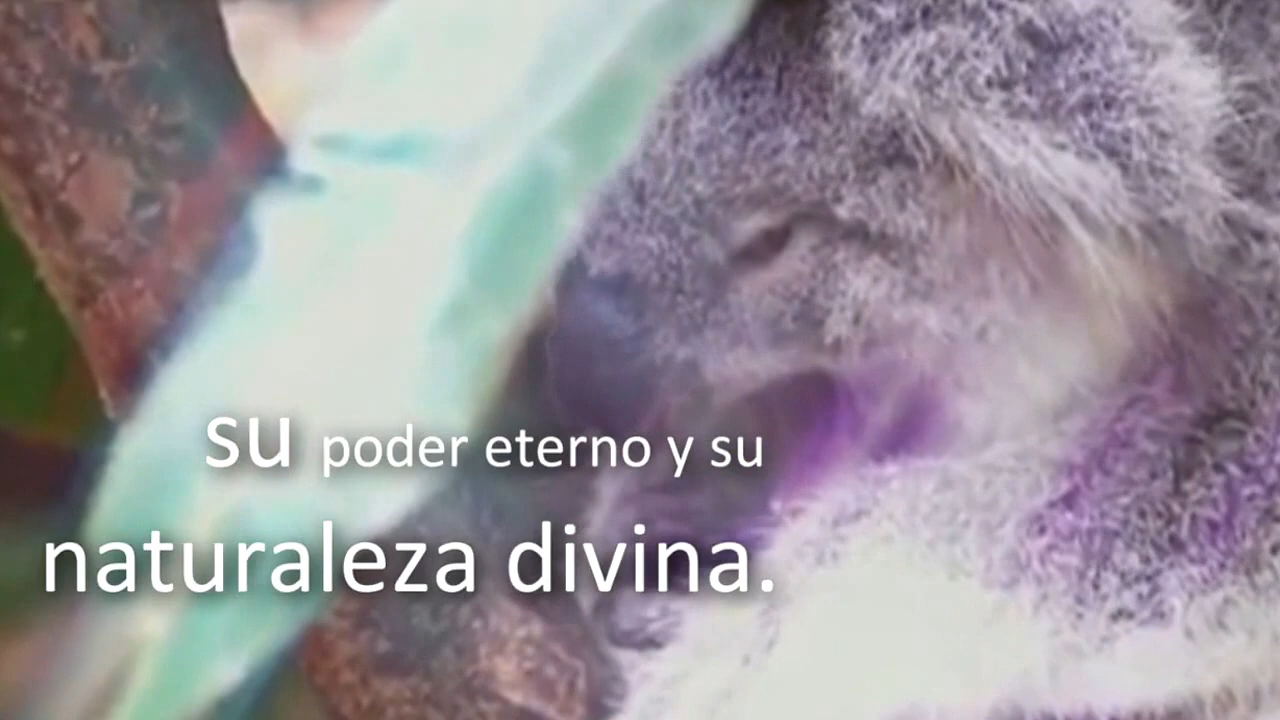 su poder eterno y su
naturaleza divina.